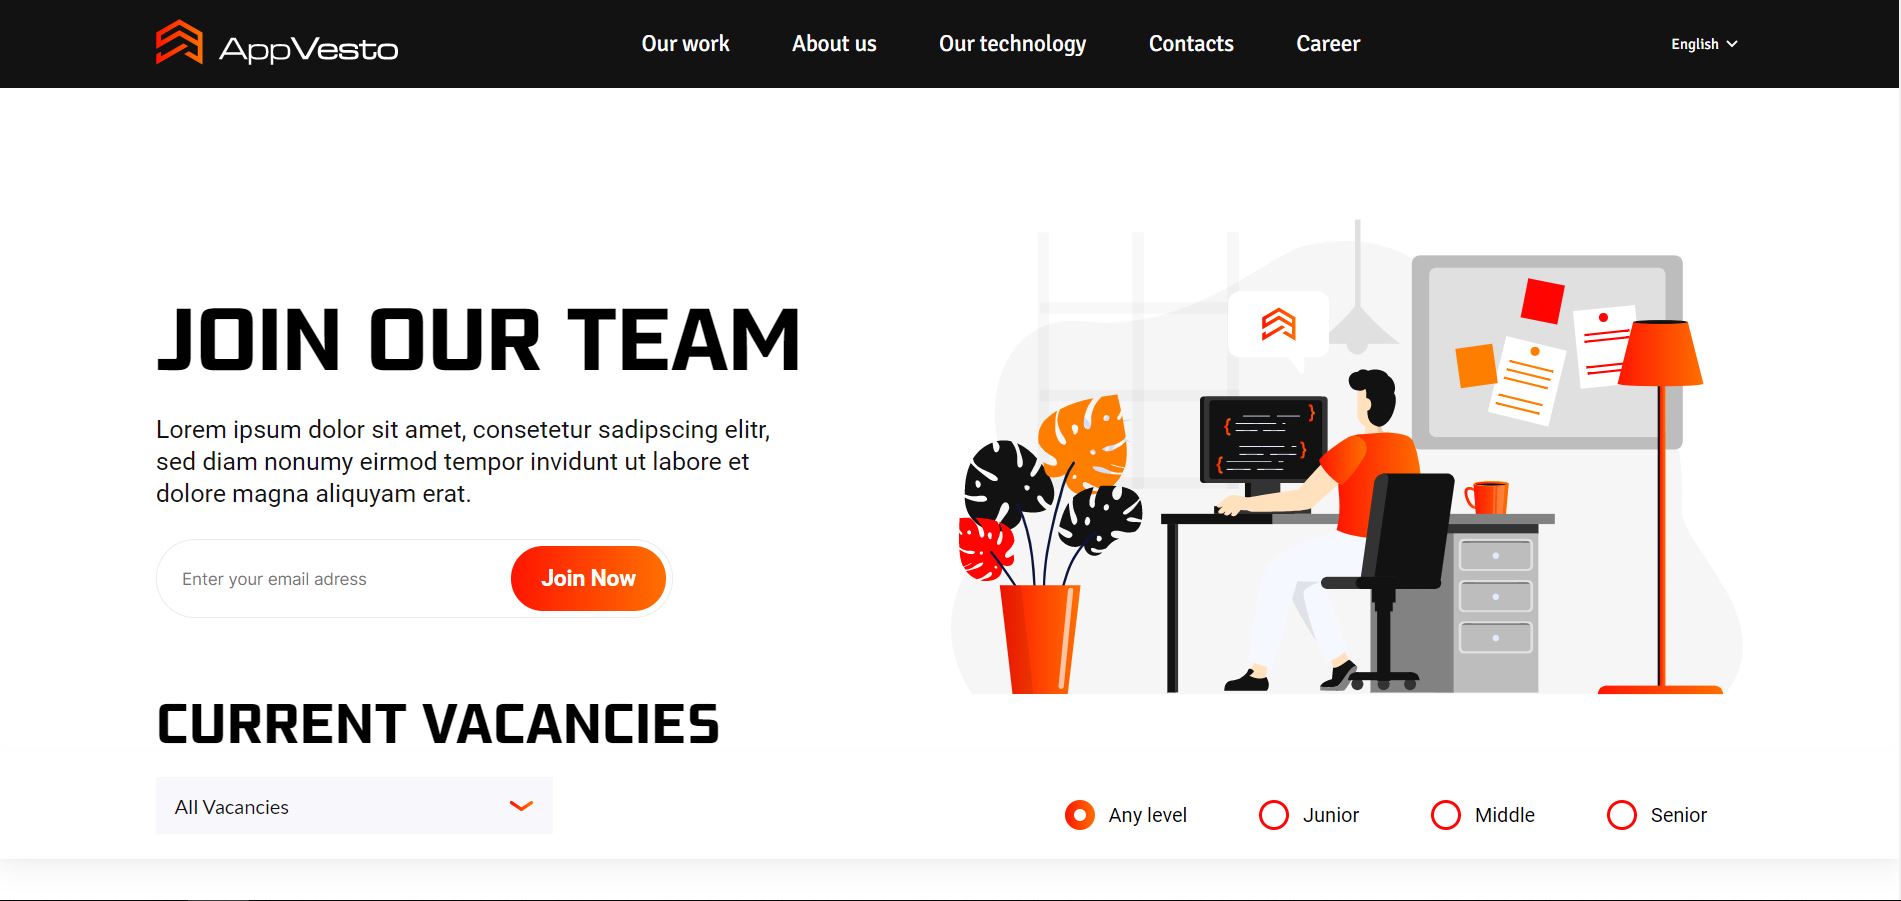 AppVesto
Our work
About us
Our technology
Contacts
Career
English
JOIN OUR TEAM
Lorem ipsum dolor sit amet, consetetur sadipscing elitr,
sed diam nonumy eirmod tempor invidunt ut labore et
dolore magna aliquyam erat.
Enter your email adress
Join Now
CURRENT VACANCIES
All Vacancies
Any level
Junior
Middle
Senior